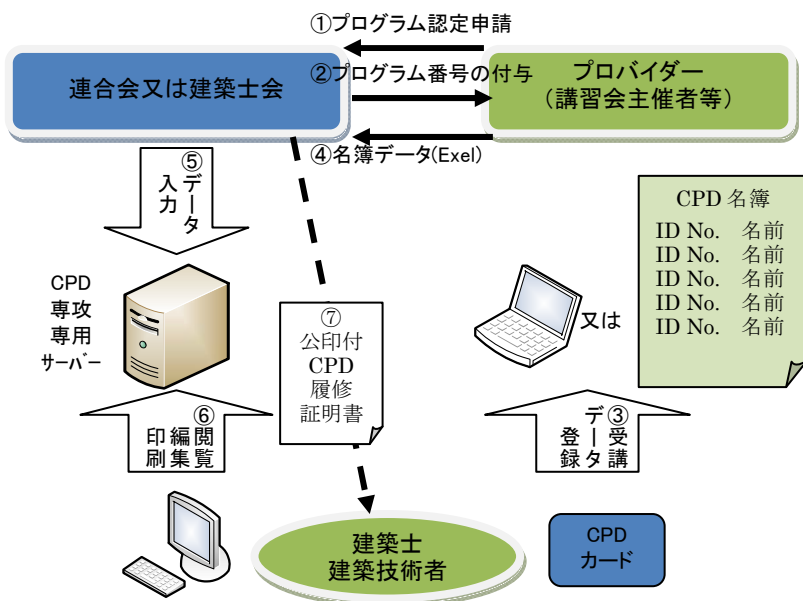 ①プログラム認定申請
連合会又は建築士会
②プログラム番号の付与
プロバイダー
（講習会主催者等）
④名簿データ(Exel)
⑤データ
入力
CPD
専攻
専用
サーバー
⑦
公印付
CPD
履修
証明書
又は
CPD 名簿
ID No. 名前
ID No. 名前
ID No. 名前
ID No. 名前
ID No. 名前
⑥閲覧
編集
印刷
③受講
データ
登録
建築士
建築技術者
CPD
カード